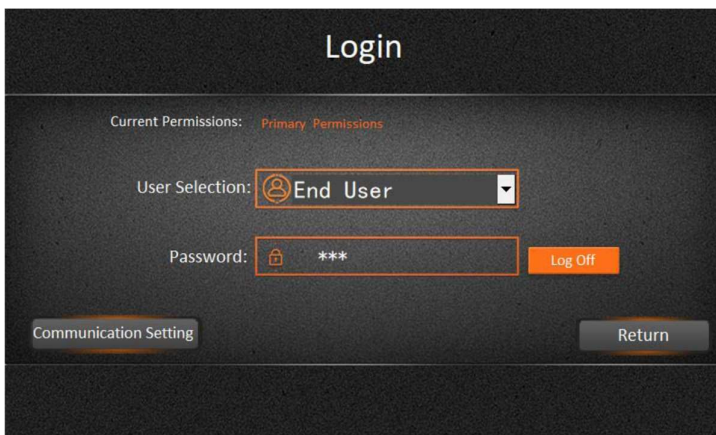 Login
Current Permissions: Primary Permissions
User Selection: End User
Password: *** Log Off
Communication Setting Return